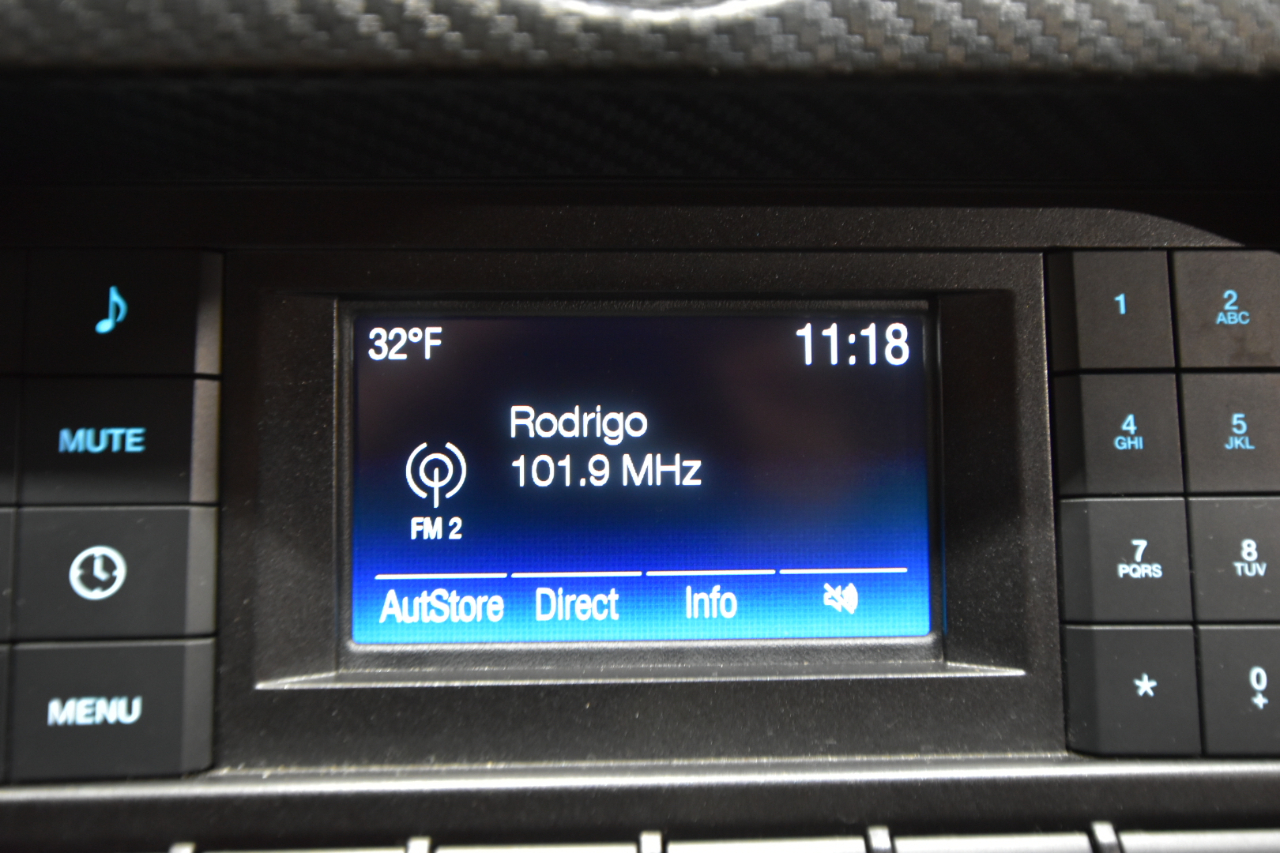 32°F
11:18
Rodrigo
101.9 MHz
FM 2
AutStore
Direct
Info
MUTE
MENU
1
2
ABC
4
GHI
5
JKL
7
PQRS
8
TUV
*
0
+